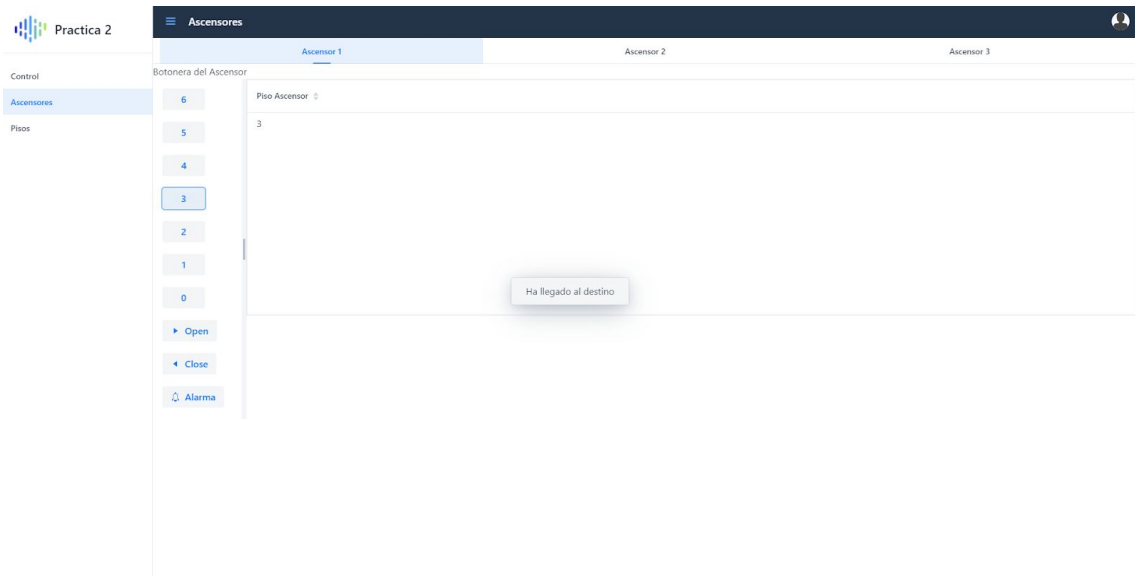 Practica 2
Control
Ascensores
Pisos
Ascensores
Ascensor 1
Ascensor 2
Ascensor 3
Botonera del Ascensor
6
5
4
3
2
1
0
Open
Close
Alarma
Piso Ascensor
3
Ha llegado al destino